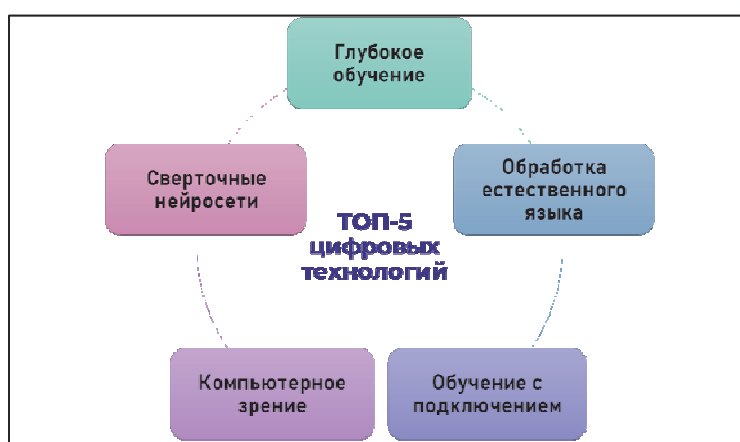 Глубокое
обучение
Сверточные
нейросети
Обработка
естественного
языка
ТОП-5
цифровых
технологий
Компьютерное
зрение
Обучение с
подключением